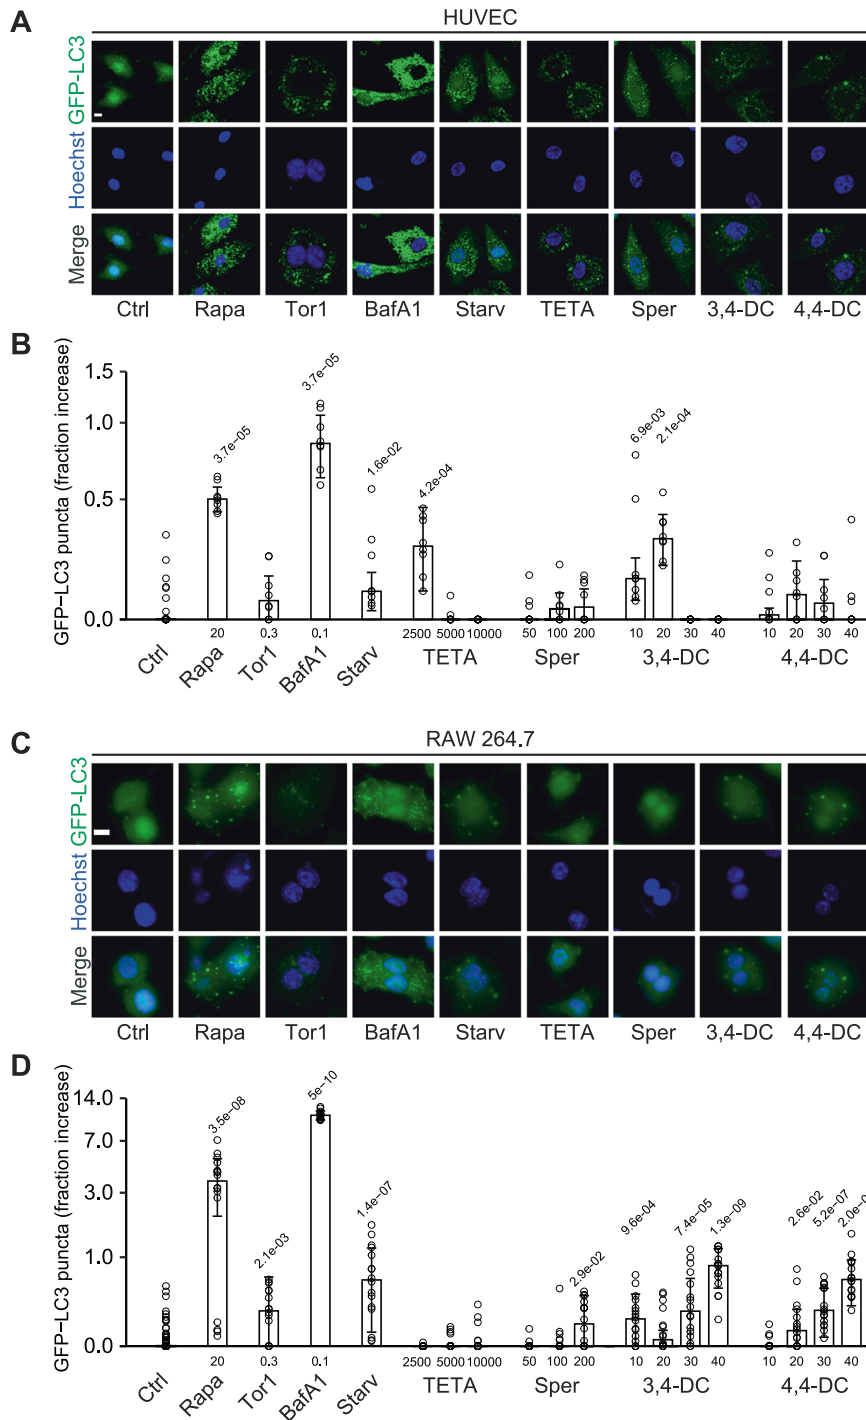 A
HUVEC
GFP-LC3
Hoechst
Merge
Ctrl Rapa Tor1 BafA1 Starv TETA Sper 3,4-DC 4,4-DC
B
GFP−LC3 puncta (fraction increase)
1.5
1.0
0.5
0.0
3.7e−05
3.7e−05
1.6e−02
4.2e−04
6.9e−03
2.1e−04
20 0.3 0.1 2500 5000 10000 50 100 200 10 20 30 40 10 20 30 40
Ctrl Rapa Tor1 BafA1 Starv TETA Sper 3,4-DC 4,4-DC
C
RAW 264.7
GFP-LC3
Hoechst
Merge
Ctrl Rapa Tor1 BafA1 Starv TETA Sper 3,4-DC 4,4-DC
D
GFP−LC3 puncta (fraction increase)
14.0
7.0
3.0
1.0
0.0
3.5e−08
2.1e−03
5e−10
1.4e−07
2.9e−02
9.6e−04
7.4e−05
1.3e−09
2.6e−02
5.2e−07
20 0.3 0.1 2500 5000 10000 50 100 200 10 20 30 40 10 20 30 40
Ctrl Rapa Tor1 BafA1 Starv TETA Sper 3,4-DC 4,4-DC